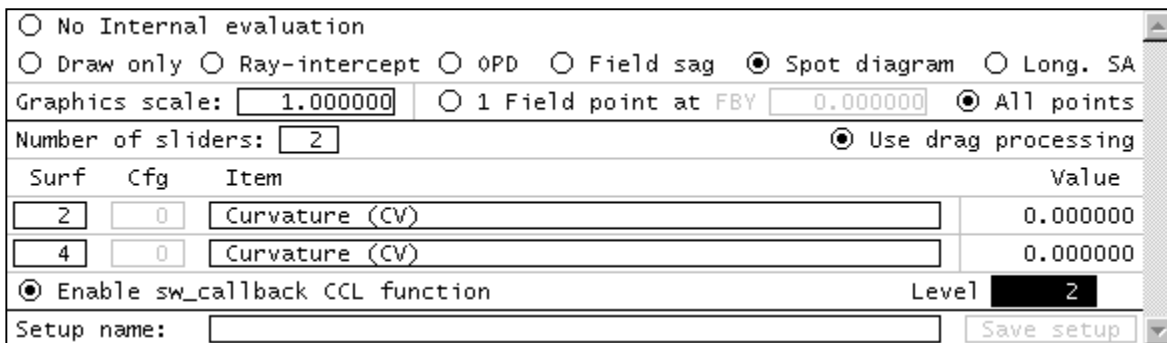 No Internal evaluation
Draw only Ray-intercept OPD Field sag Spot diagram Long. SA
Graphics scale: 1.000000 1 Field point at FBY 0.000000 All points
Number of sliders: 2 Use drag processing
Surf Cfg Item Value
2 0 Curvature (CV) 0.000000
4 0 Curvature (CV) 0.000000
Enable sw_callback CCL function Level 2
Setup name: Save setup